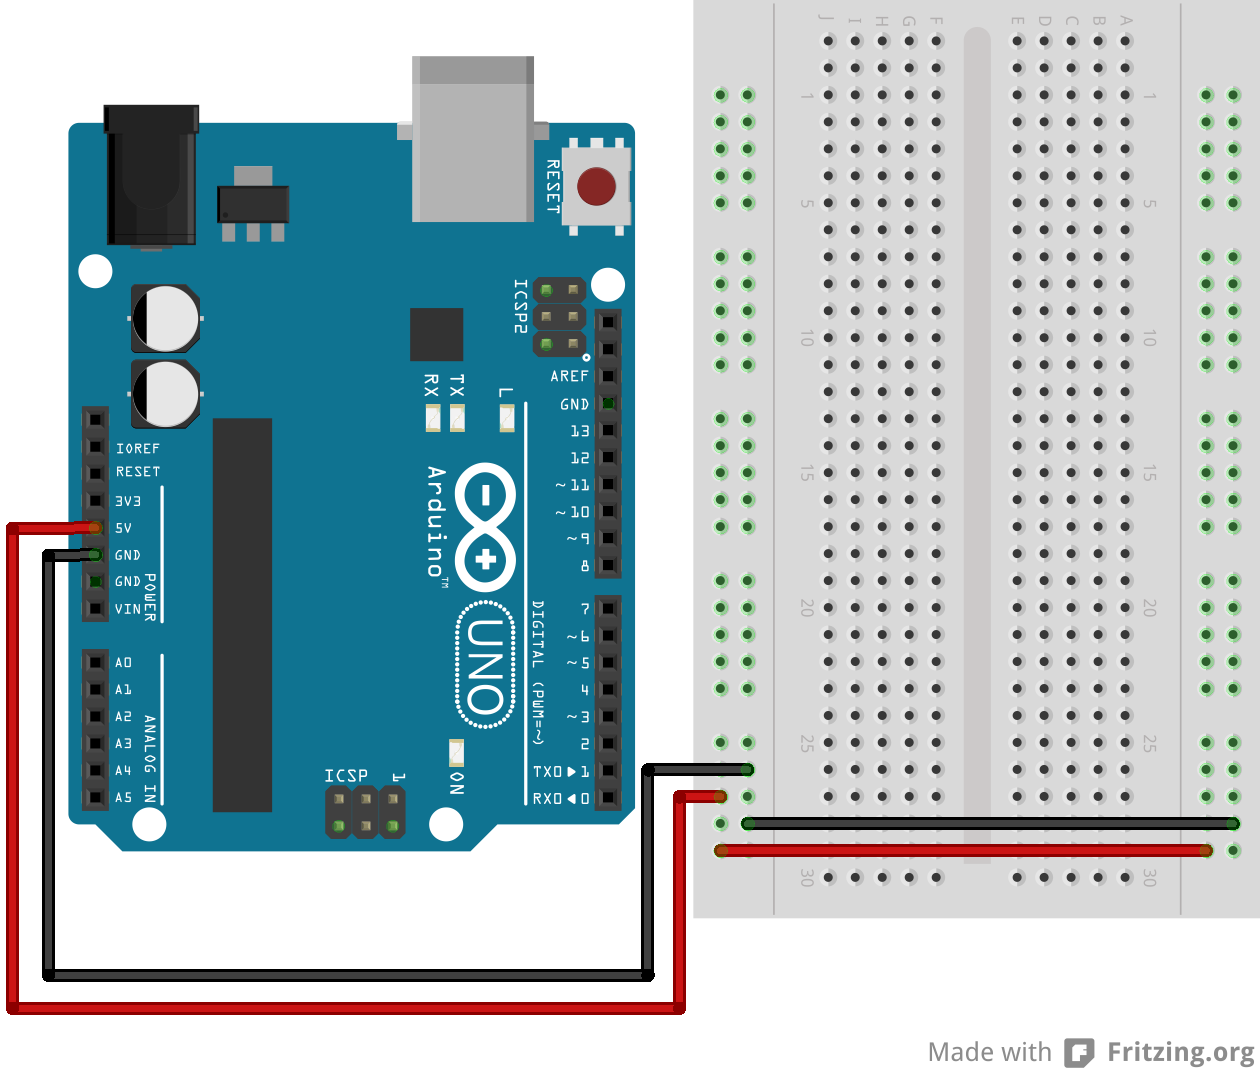 RESET
ICSP2
AREF
GND
13
12
~11
~10
~9
8
7
~6
~5
4
~3
2
TX0▶1
RX0◀0
DIGITAL (PWM=~)
RX
TX
L
Arduino™
UNO
ON
ICSP
1
IOREF
RESET
3V3
5V
GND
GND
VIN
POWER
A0
A1
A2
A3
A4
A5
ANALOG IN
J I H G F E D C B A
1 1
5 5
10 10
15 15
20 20
25 25
30 30
Made with Fritzing.org